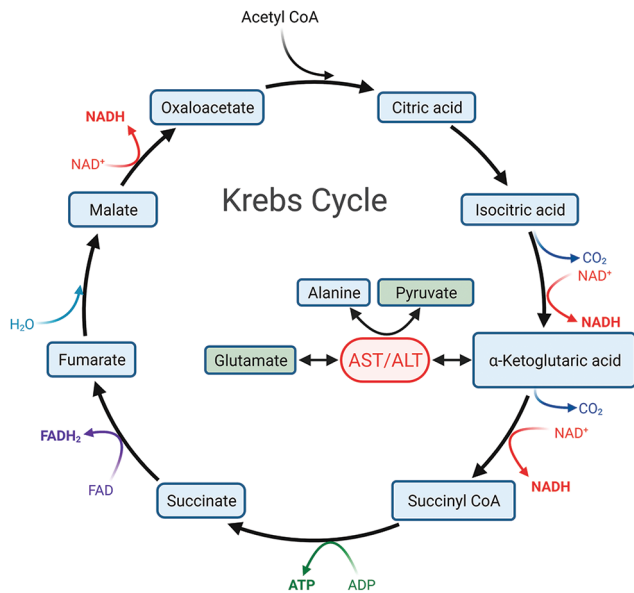 Acetyl CoA
Oxaloacetate
Citric acid
NADH
NAD⁺
Krebs Cycle
Malate
Isocitric acid
CO₂
NAD⁺
NADH
Alanine
Pyruvate
H₂O
Fumarate
Glutamate
AST/ALT
α-Ketoglutaric acid
CO₂
NAD⁺
NADH
FADH₂
FAD
Succinate
Succinyl CoA
ATP
ADP